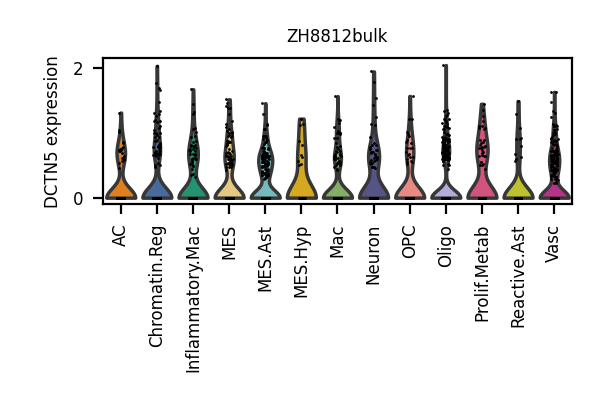 ZH8812bulk
DCTN5 expression
2
0
AC
Chromatin.Reg
Inflammatory.Mac
MES
MES.Ast
MES.Hyp
Mac
Neuron
OPC
Oligo
Prolif.Metab
Reactive.Ast
Vasc